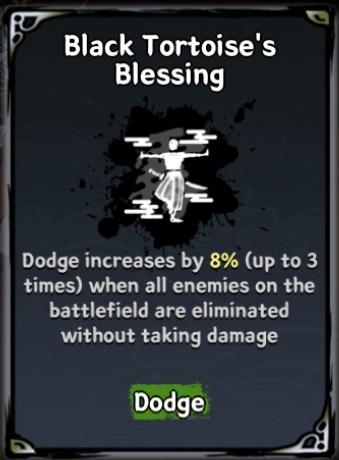 Black Tortoise's
Blessing
Dodge increases by 8% (up to 3
times) when all enemies on the
battlefield are eliminated
without taking damage
Dodge